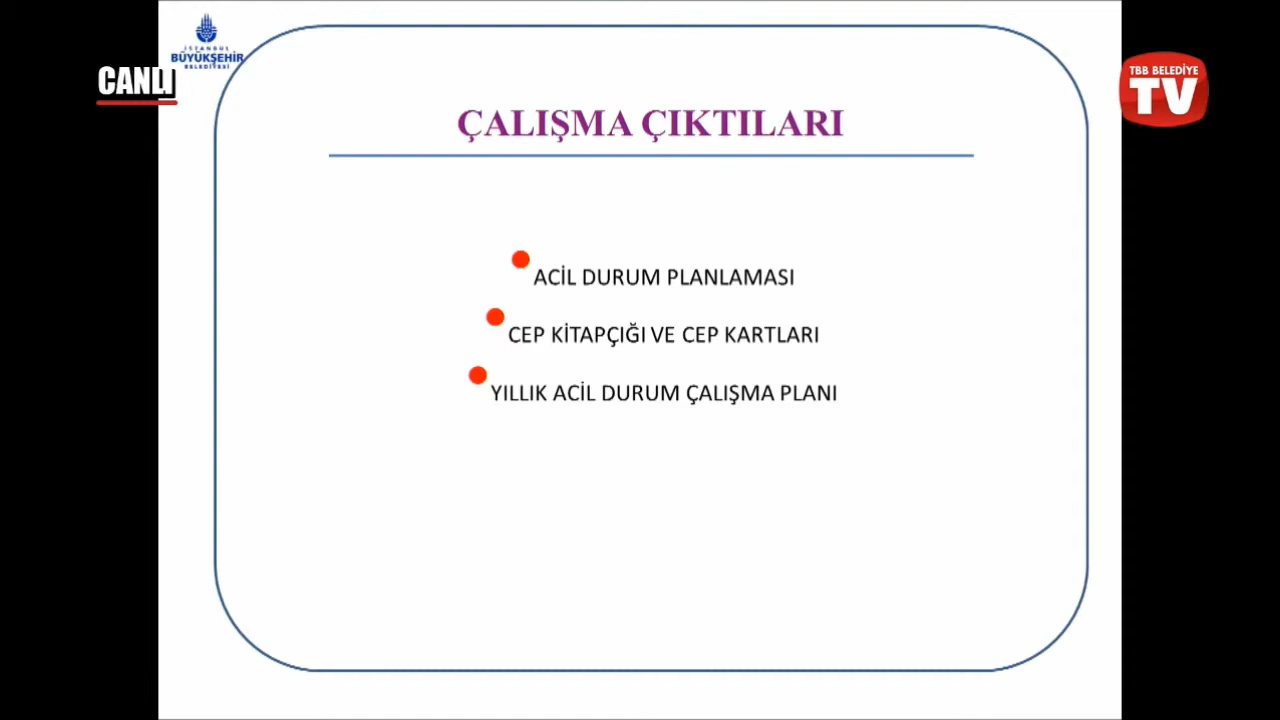 İSTANBUL
BÜYÜKŞEHİR
BELEDİYESİ
CANLI
TBB BELEDİYE
TV
ÇALIŞMA ÇIKTILARI
ACİL DURUM PLANLAMASI
CEP KİTAPÇIĞI VE CEP KARTLARI
YILLIK ACİL DURUM ÇALIŞMA PLANI